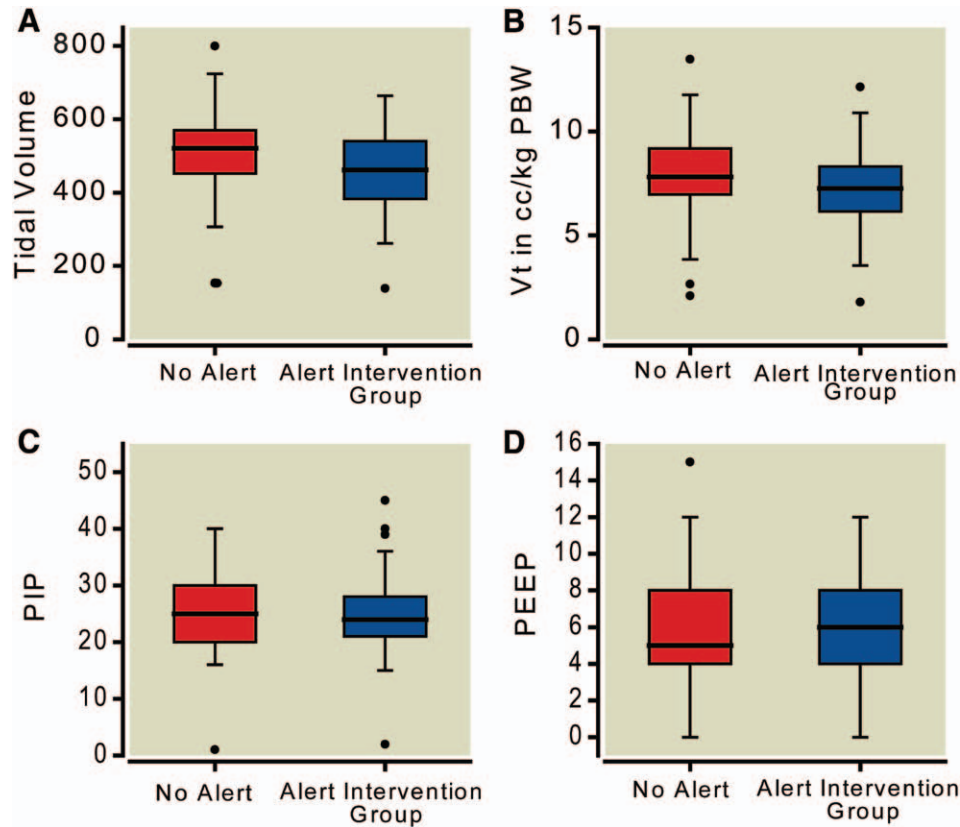 A
Tidal Volume
800
600
400
200
0
No Alert
Alert Intervention
Group
B
Vt in cc/kg PBW
15
10
5
0
No Alert
Alert Intervention
Group
C
PIP
50
40
30
20
10
0
No Alert
Alert Intervention
Group
D
PEEP
16
14
12
10
8
6
4
2
0
No Alert
Alert Intervention
Group